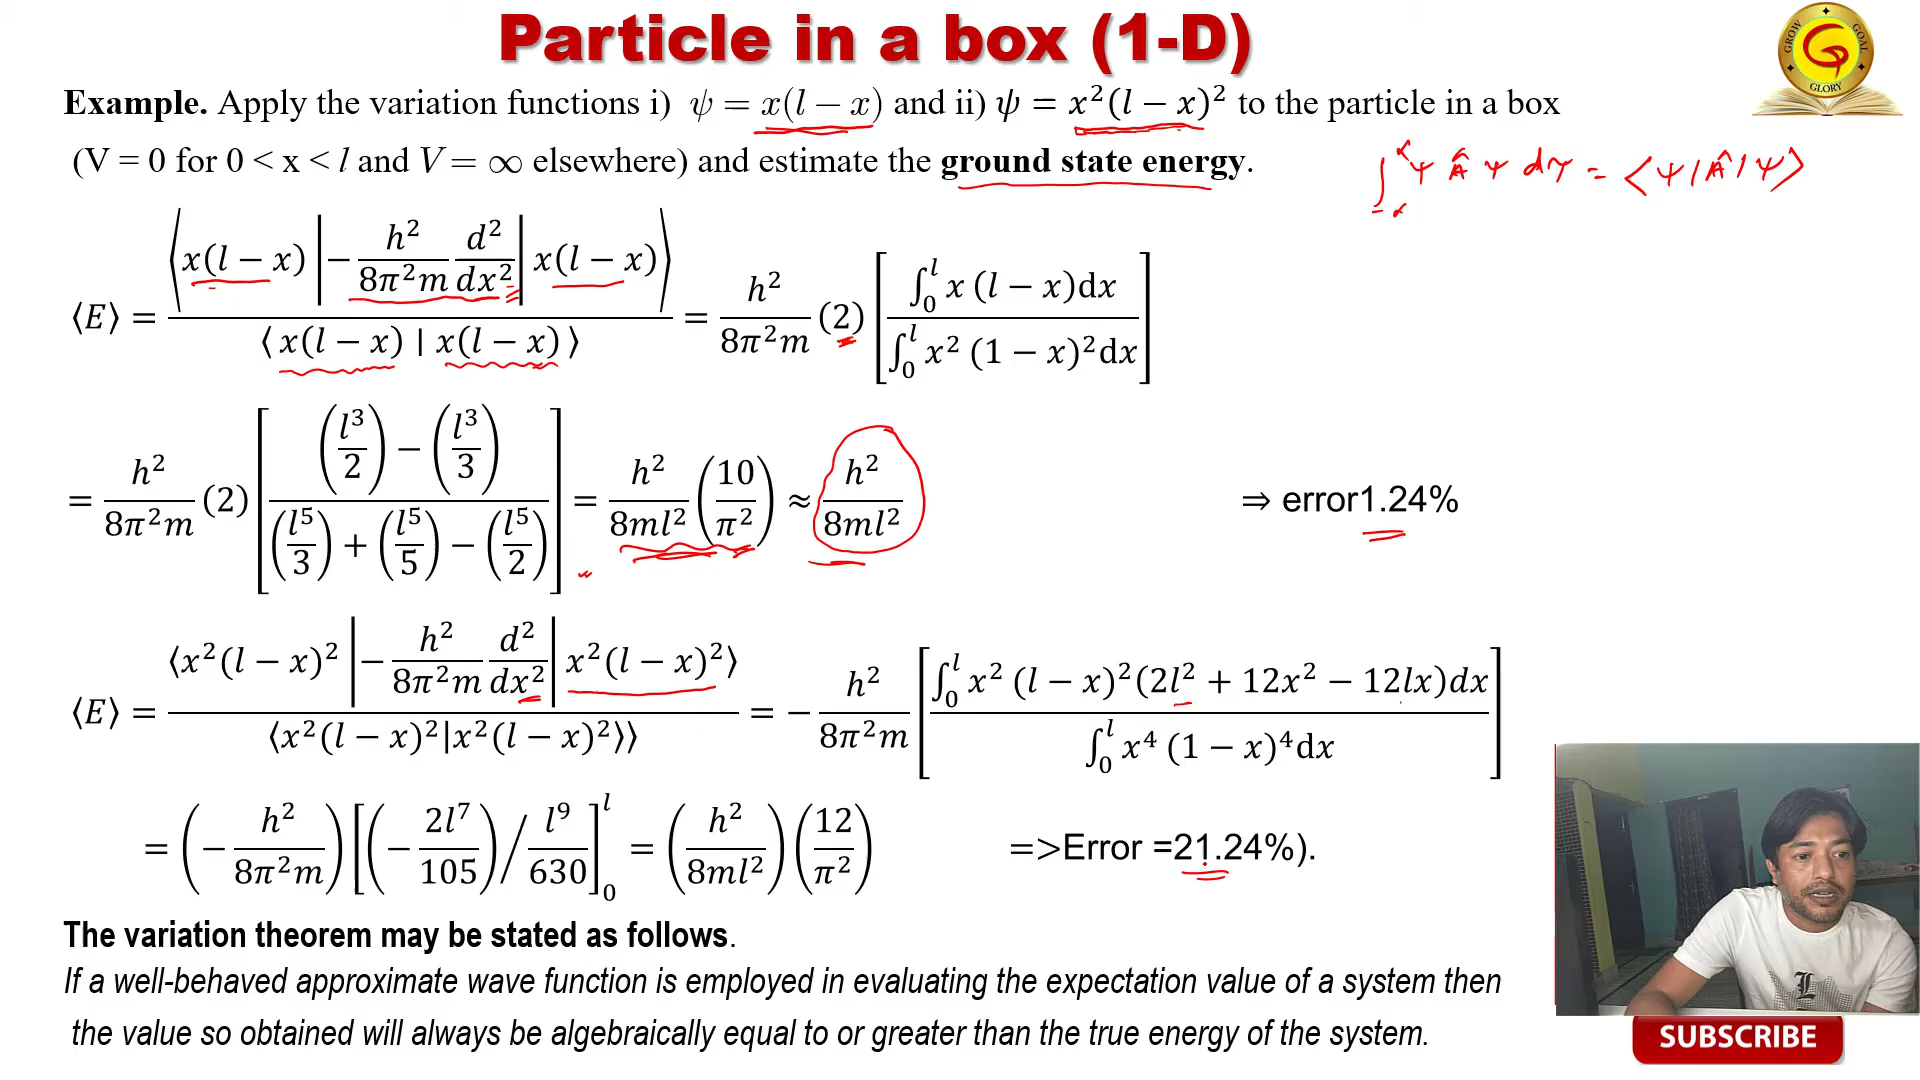 Particle in a box (1-D)
GROW GOAL GLORY
Example. Apply the variation functions i) ψ = x(l − x) and ii) ψ = x²(l − x)² to the particle in a box
(V = 0 for 0 < x < l and V = ∞ elsewhere) and estimate the ground state energy.
∫₋∝^∝ ψ Â ψ dτ = ⟨ψ/Â/ψ⟩
⟨E⟩ = ⟨x(l − x)|−h²/8π²m d²/dx²|x(l − x)⟩ / ⟨x(l − x) | x(l − x)⟩ = h²/8π²m (2) [∫₀ˡ x (l − x)dx / ∫₀ˡ x² (1 − x)²dx]
= h²/8π²m (2) [(l³/2) − (l³/3) / (l⁵/3) + (l⁵/5) − (l⁵/2)] = h²/8ml² (10/π²) ≈ h²/8ml² ⇒ error1.24%
⟨E⟩ = ⟨x²(l − x)²|−h²/8π²m d²/dx²|x²(l − x)²⟩ / ⟨x²(l − x)²|x²(l − x)²⟩⟩ = − h²/8π²m [∫₀ˡ x² (l − x)²(2l² + 12x² − 12lx)dx / ∫₀ˡ x⁴ (1 − x)⁴dx]
= (−h²/8π²m) [(−2l⁷/105) / l⁹/630]₀ˡ = (h²/8ml²) (12/π²) =>Error =21.24%).
The variation theorem may be stated as follows.
If a well-behaved approximate wave function is employed in evaluating the expectation value of a system then
the value so obtained will always be algebraically equal to or greater than the true energy of the system.
L
SUBSCRIBE